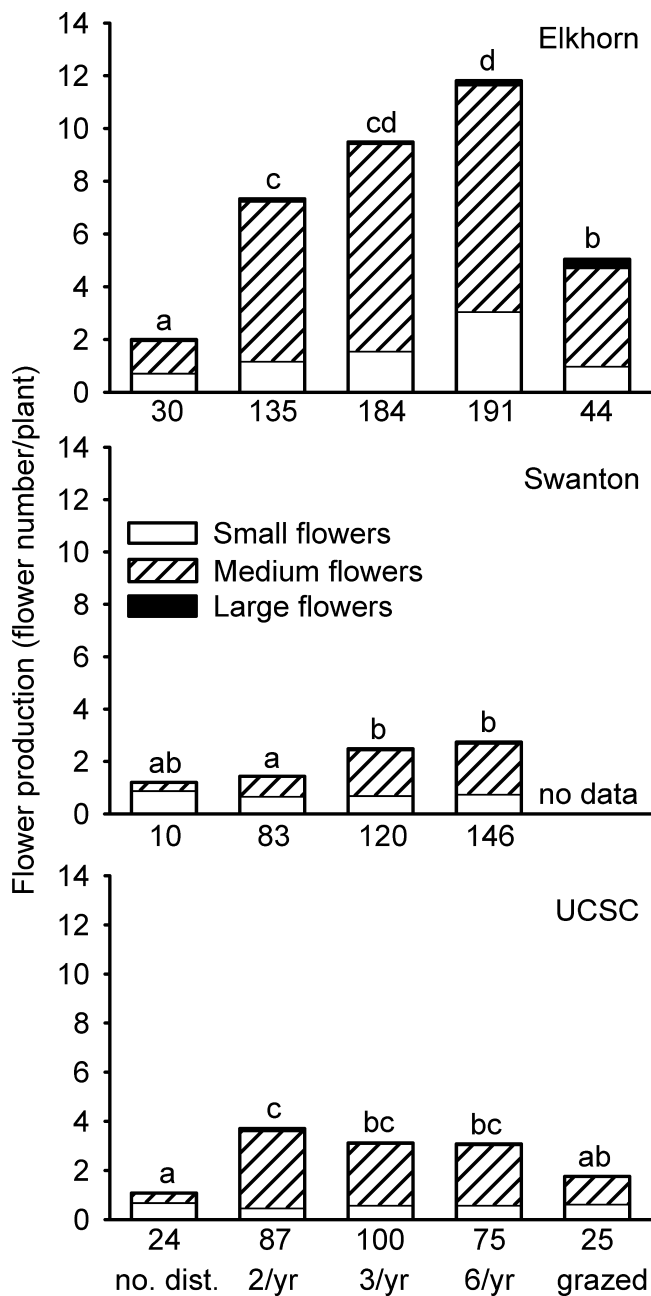 Flower production (flower number/plant)
Elkhorn
14
12
10
8
6
4
2
0
a
c
cd
d
b
30 135 184 191 44
Swanton
14
12
10
8
6
4
2
0
Small flowers
Medium flowers
Large flowers
ab
a
b
b
no data
10 83 120 146
UCSC
14
12
10
8
6
4
2
0
a
c
bc
bc
ab
24 87 100 75 25
no. dist. 2/yr 3/yr 6/yr grazed